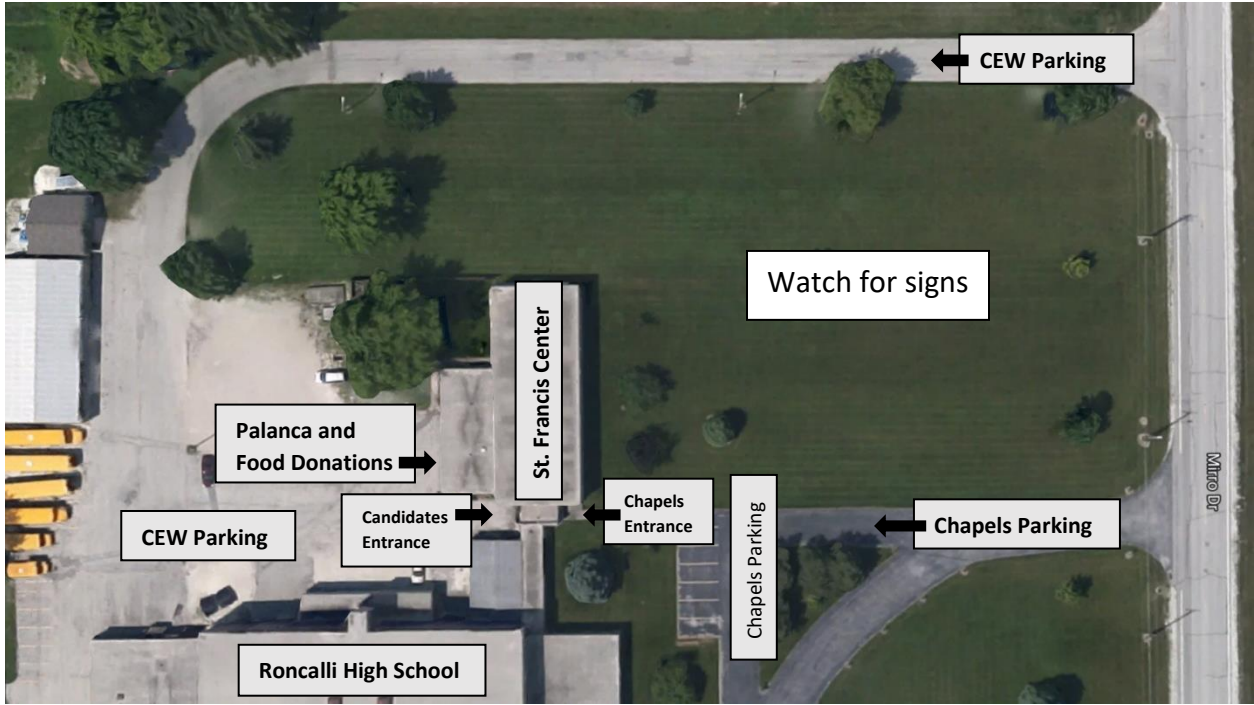 CEW Parking
Watch for signs
St. Francis Center
Palanca and
Food Donations
Candidates
Entrance
Chapels
Entrance
Chapels Parking
Chapels Parking
CEW Parking
Roncalli High School
Mirro Dr